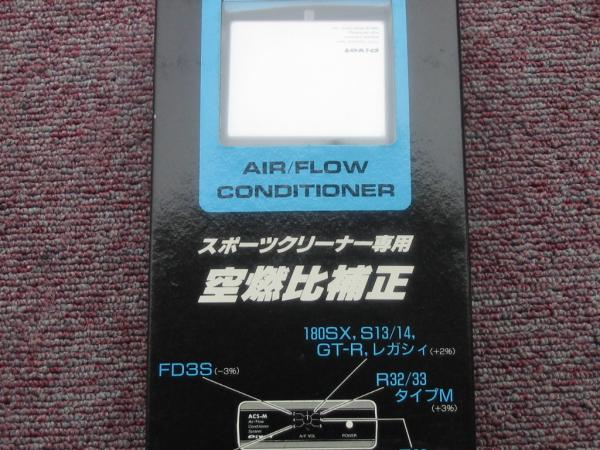 AIR/FLOW
CONDITIONER
スポーツクリーナー専用
空燃比補正
180SX, S13/14,
GT-R, レガシィ(+2%)
FD3S(-3%)
R32/33
タイプM
(+3%)
ACS-M
Air-Flow
Conditioner
System
PIVOT
A/F VOL
POWER